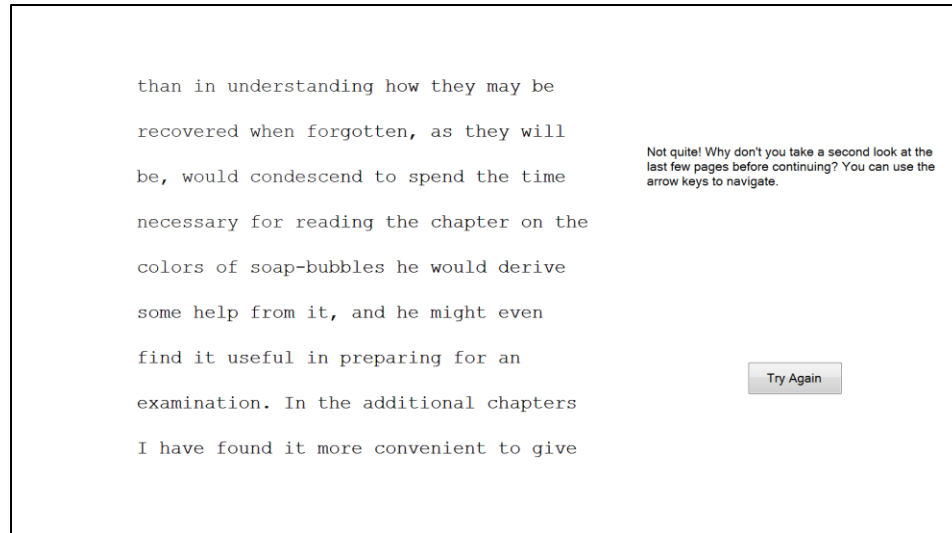 than in understanding how they may be
recovered when forgotten, as they will
be, would condescend to spend the time
necessary for reading the chapter on the
colors of soap-bubbles he would derive
some help from it, and he might even
find it useful in preparing for an
examination. In the additional chapters
I have found it more convenient to give
Not quite! Why don't you take a second look at the
last few pages before continuing? You can use the
arrow keys to navigate.
Try Again